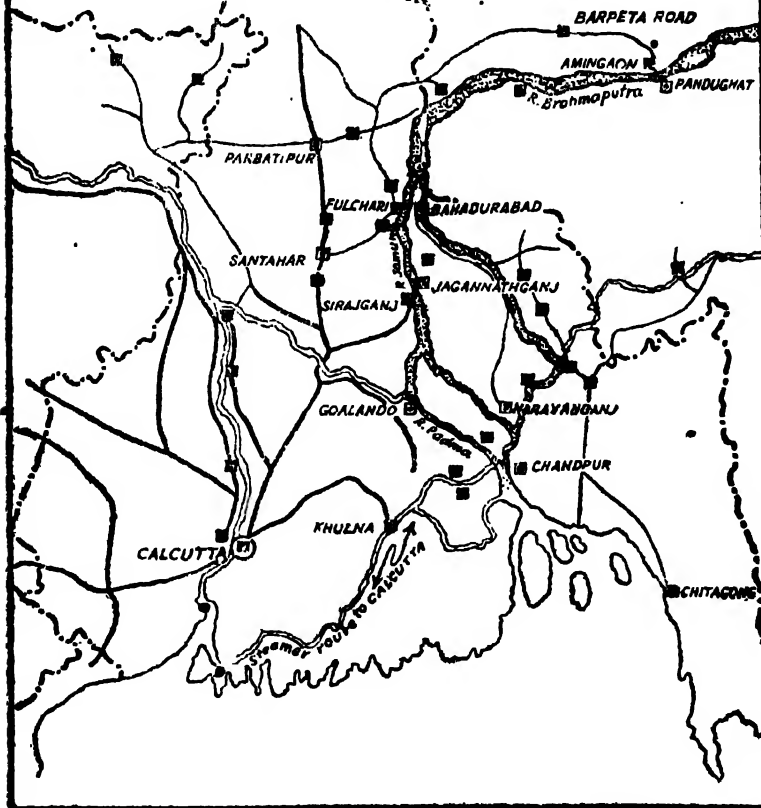 BARPETA ROAD
AMINGAON
PANDUGHAT
R. Brahmaputra
PARBATIPUR
FULCHARI
BAHADURABAD
SANTAHAR
R. Jamuna
JAGANNATHGANJ
SIRAJGANJ
GOALANDO
NARAYANGANJ
R. Padma
CHANDPUR
KHULNA
CALCUTTA
Steamer route to CALCUTTA
CHITAGONG